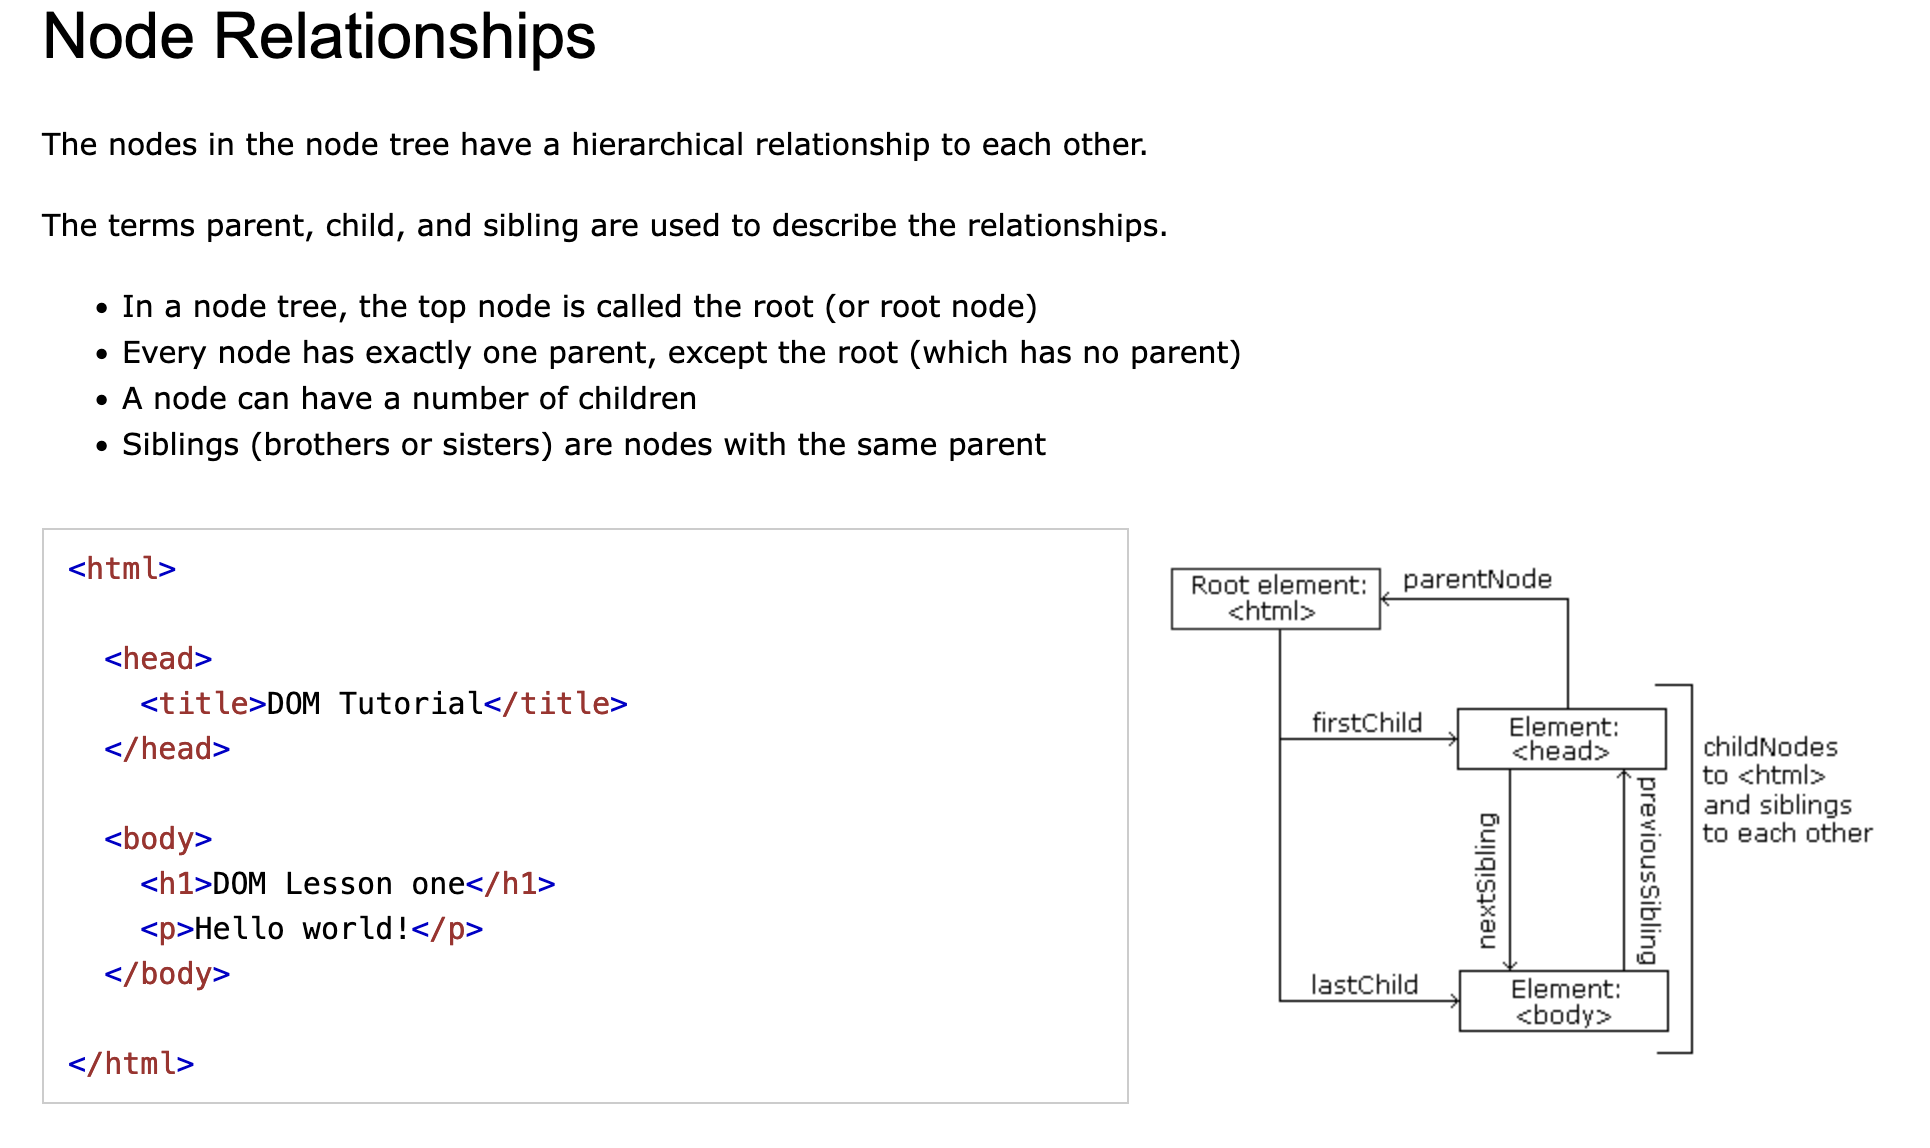 Node Relationships
The nodes in the node tree have a hierarchical relationship to each other.
The terms parent, child, and sibling are used to describe the relationships.
• In a node tree, the top node is called the root (or root node)
• Every node has exactly one parent, except the root (which has no parent)
• A node can have a number of children
• Siblings (brothers or sisters) are nodes with the same parent
<html>
<head>
<title>DOM Tutorial</title>
</head>
<body>
<h1>DOM Lesson one</h1>
<p>Hello world!</p>
</body>
</html>
Root element:
<html>
parentNode
firstChild
Element:
<head>
childNodes
to <html>
and siblings
to each other
nextSibling
previousSibling
lastChild
Element:
<body>